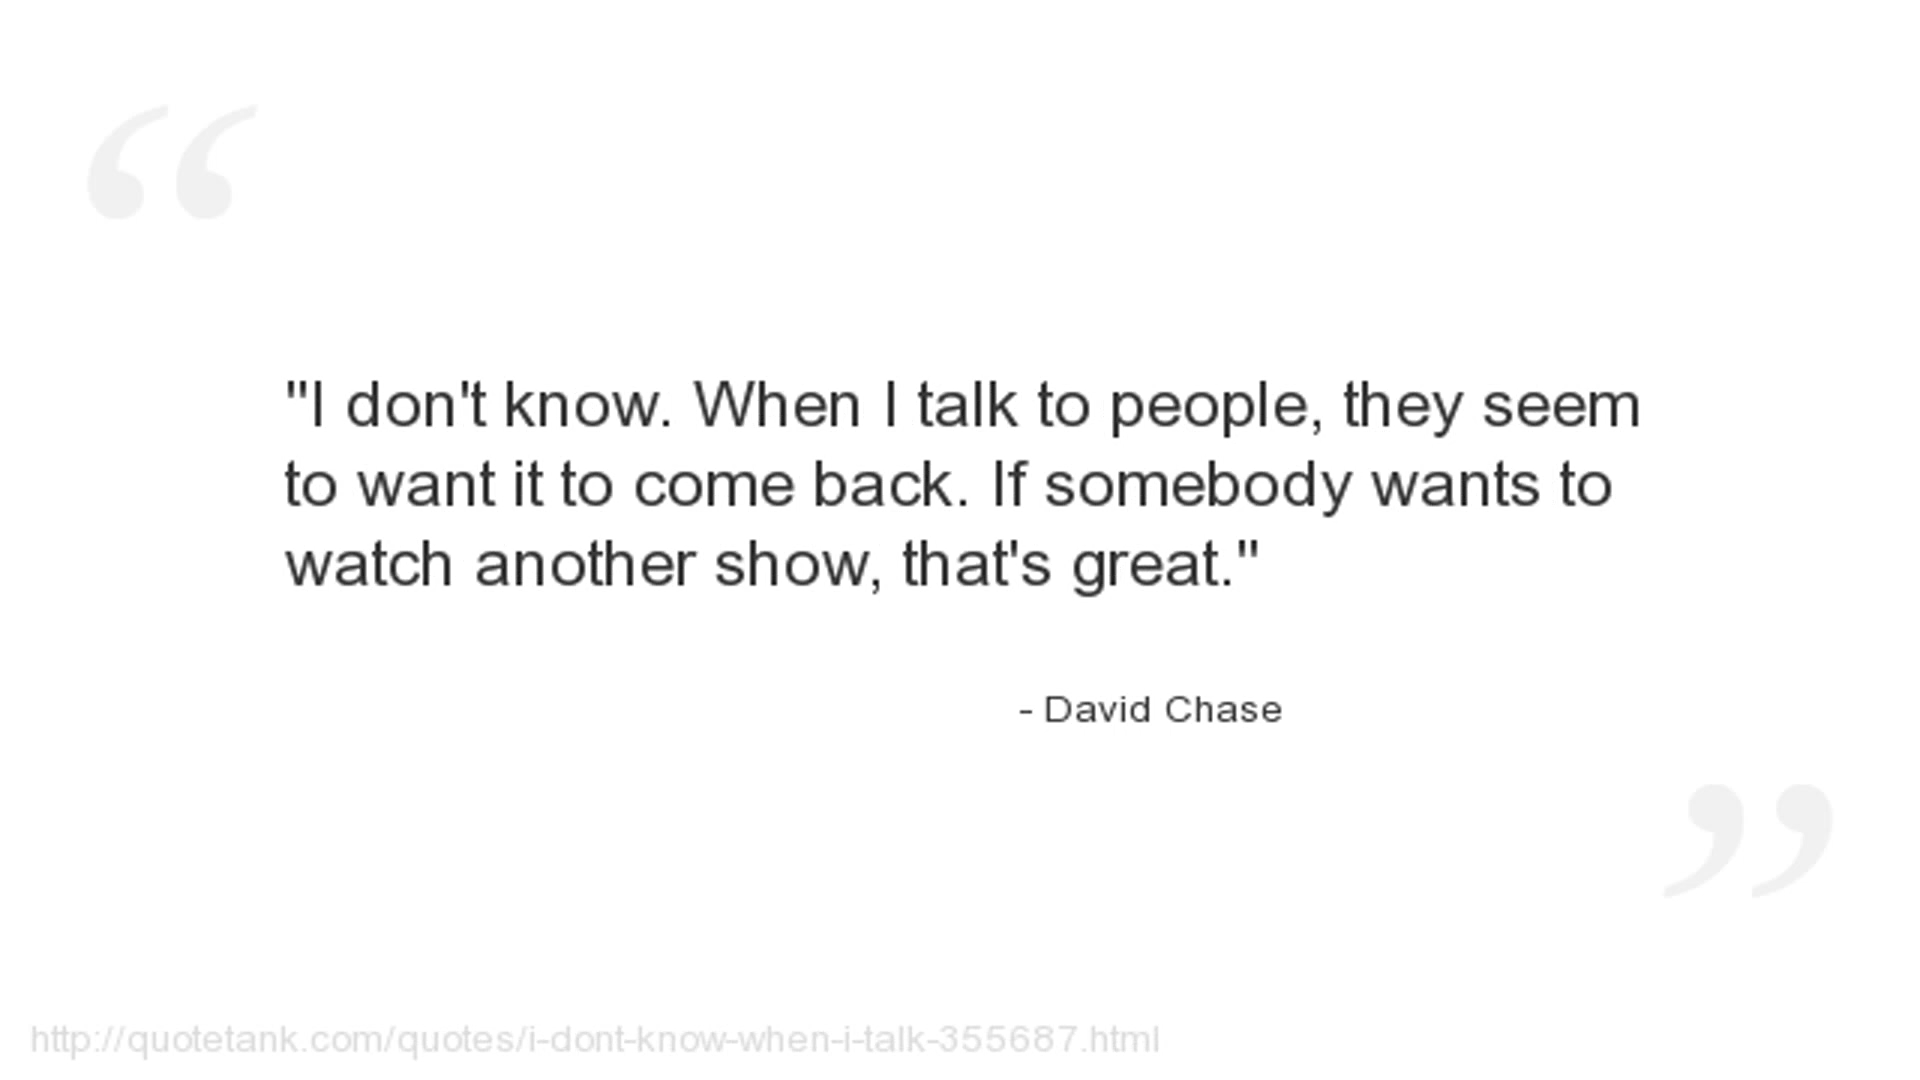 "I don't know. When I talk to people, they seem
to want it to come back. If somebody wants to
watch another show, that's great."
- David Chase
http://quotetank.com/quotes/i-dont-know-when-i-talk-355687.html